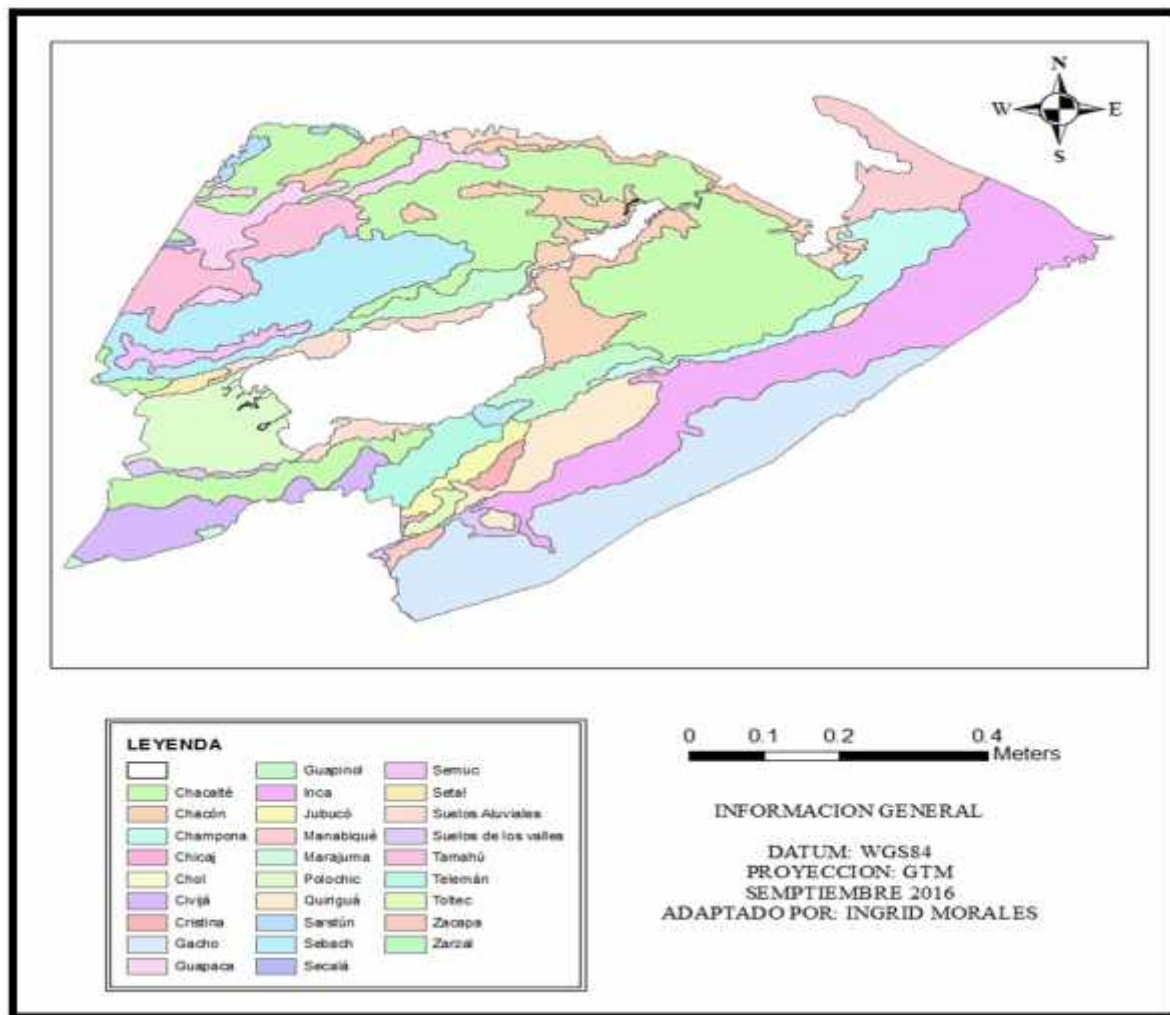 N
W E
S
LEYENDA
Chacalté
Chacón
Champona
Chicaj
Chol
Civijá
Cristina
Gacho
Guapaca
Guapinol
Inca
Jubucó
Manabiqué
Marajuma
Polochic
Quiriguá
Sarstún
Sebach
Secalá
Semuc
Setal
Suelos Aluviales
Suelos de los valles
Tamahú
Telemán
Toltec
Zacapa
Zarzal
0 0.1 0.2 0.4
Meters
INFORMACION GENERAL
DATUM: WGS84
PROYECCION: GTM
SEMPTIEMBRE 2016
ADAPTADO POR: INGRID MORALES